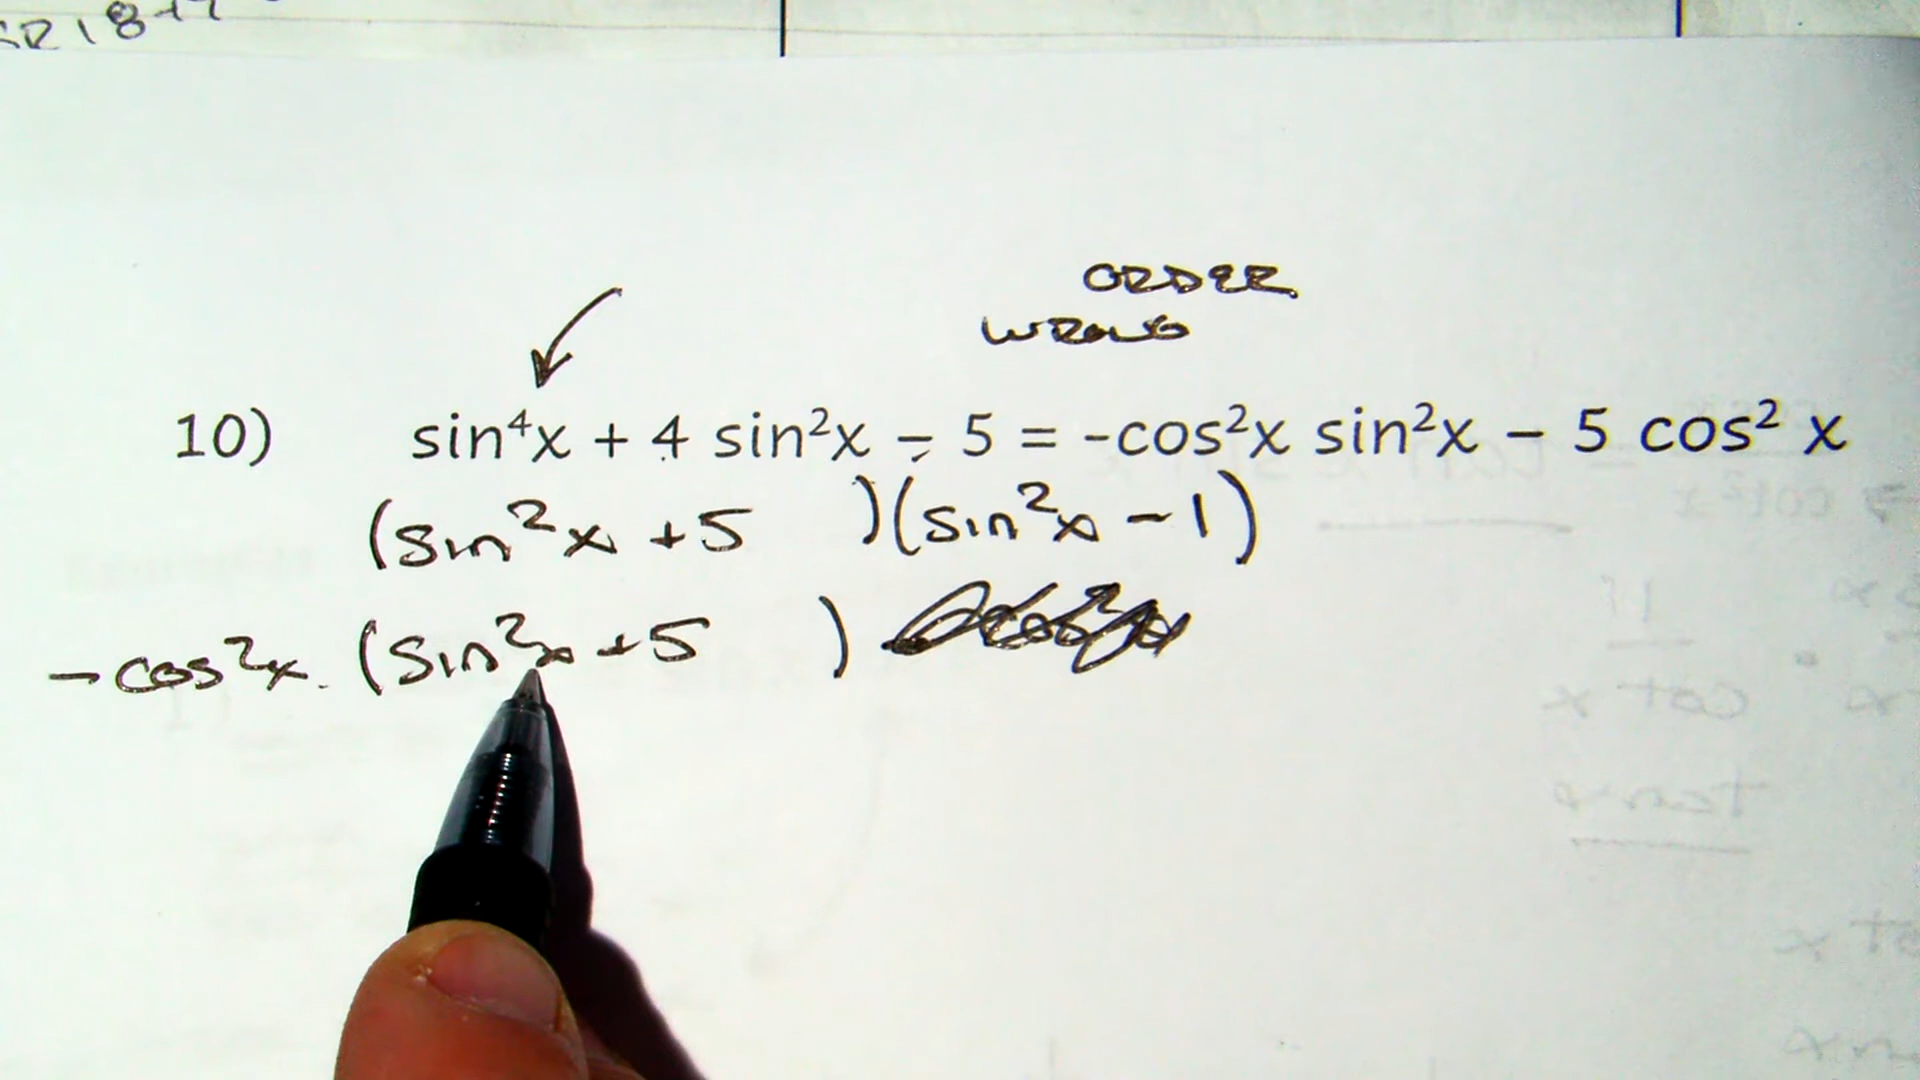 ORDER
WRONG
10) sin⁴x + 4 sin²x – 5 = -cos²x sin²x – 5 cos² x
(sin²x +5 )(sin²x – 1)
–cos²x. (sin²x +5 )